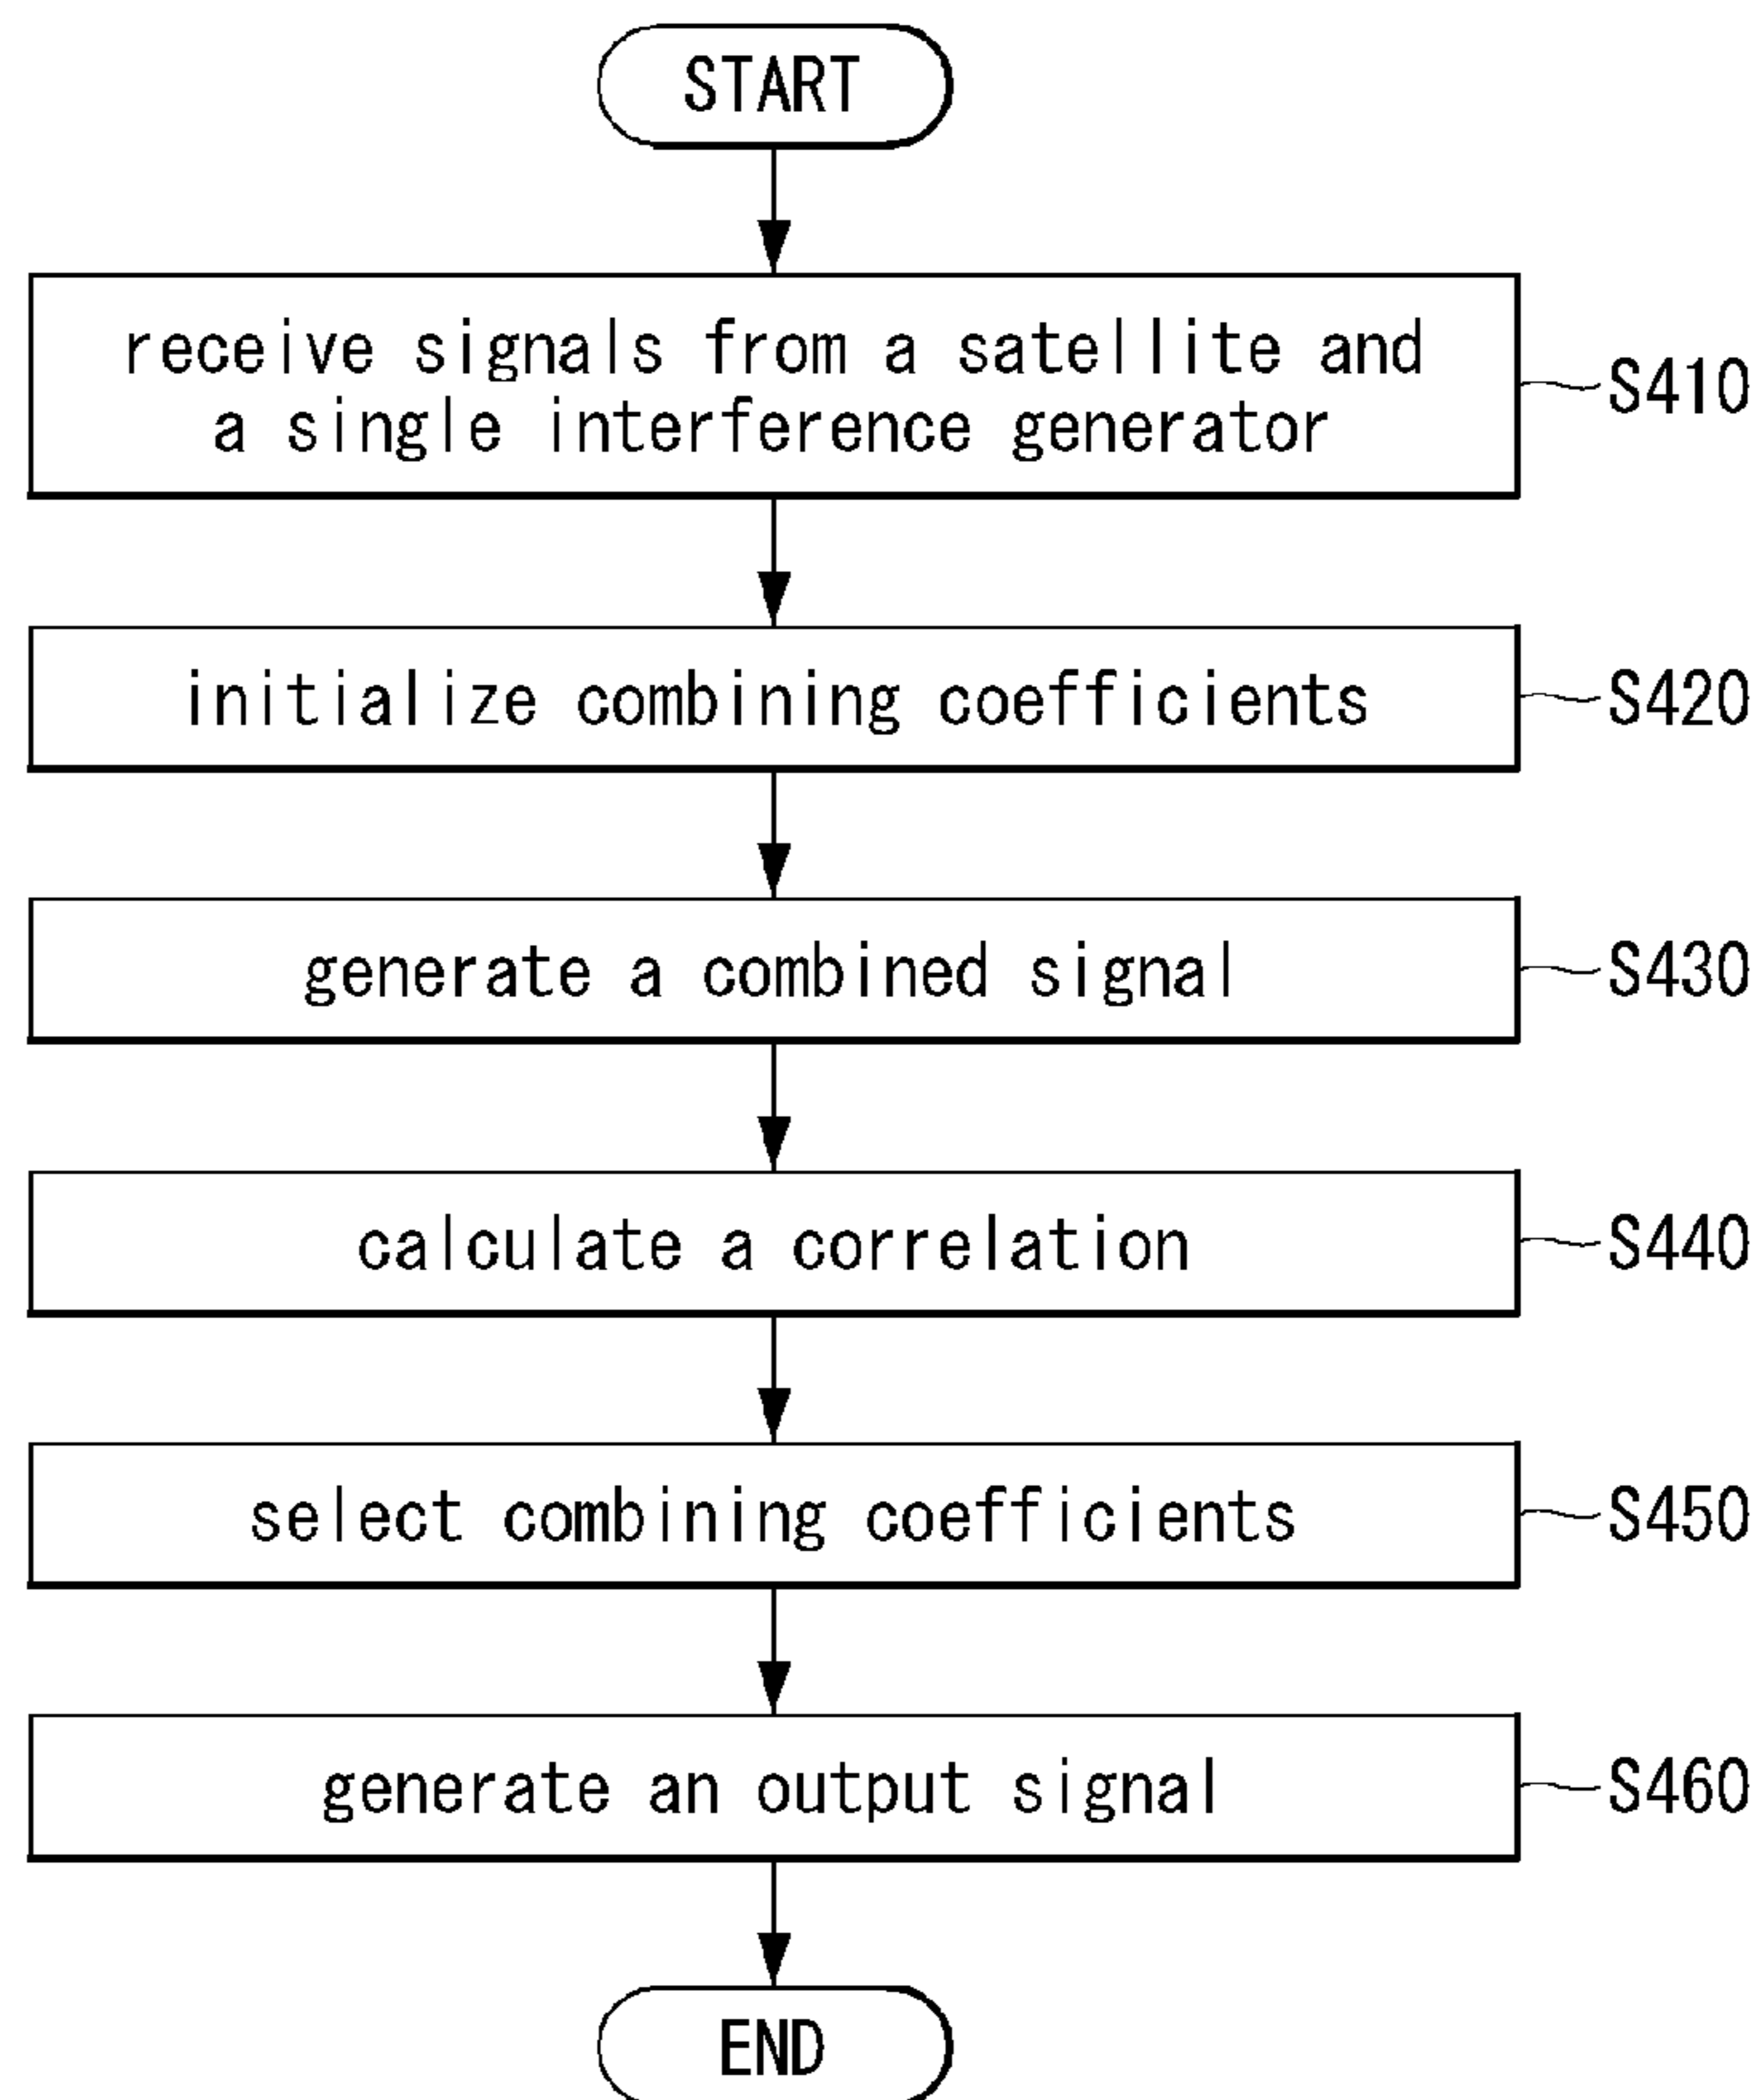 START
receive signals from a satellite and
a single interference generator
S410
initialize combining coefficients
S420
generate a combined signal
S430
calculate a correlation
S440
select combining coefficients
S450
generate an output signal
S460
END